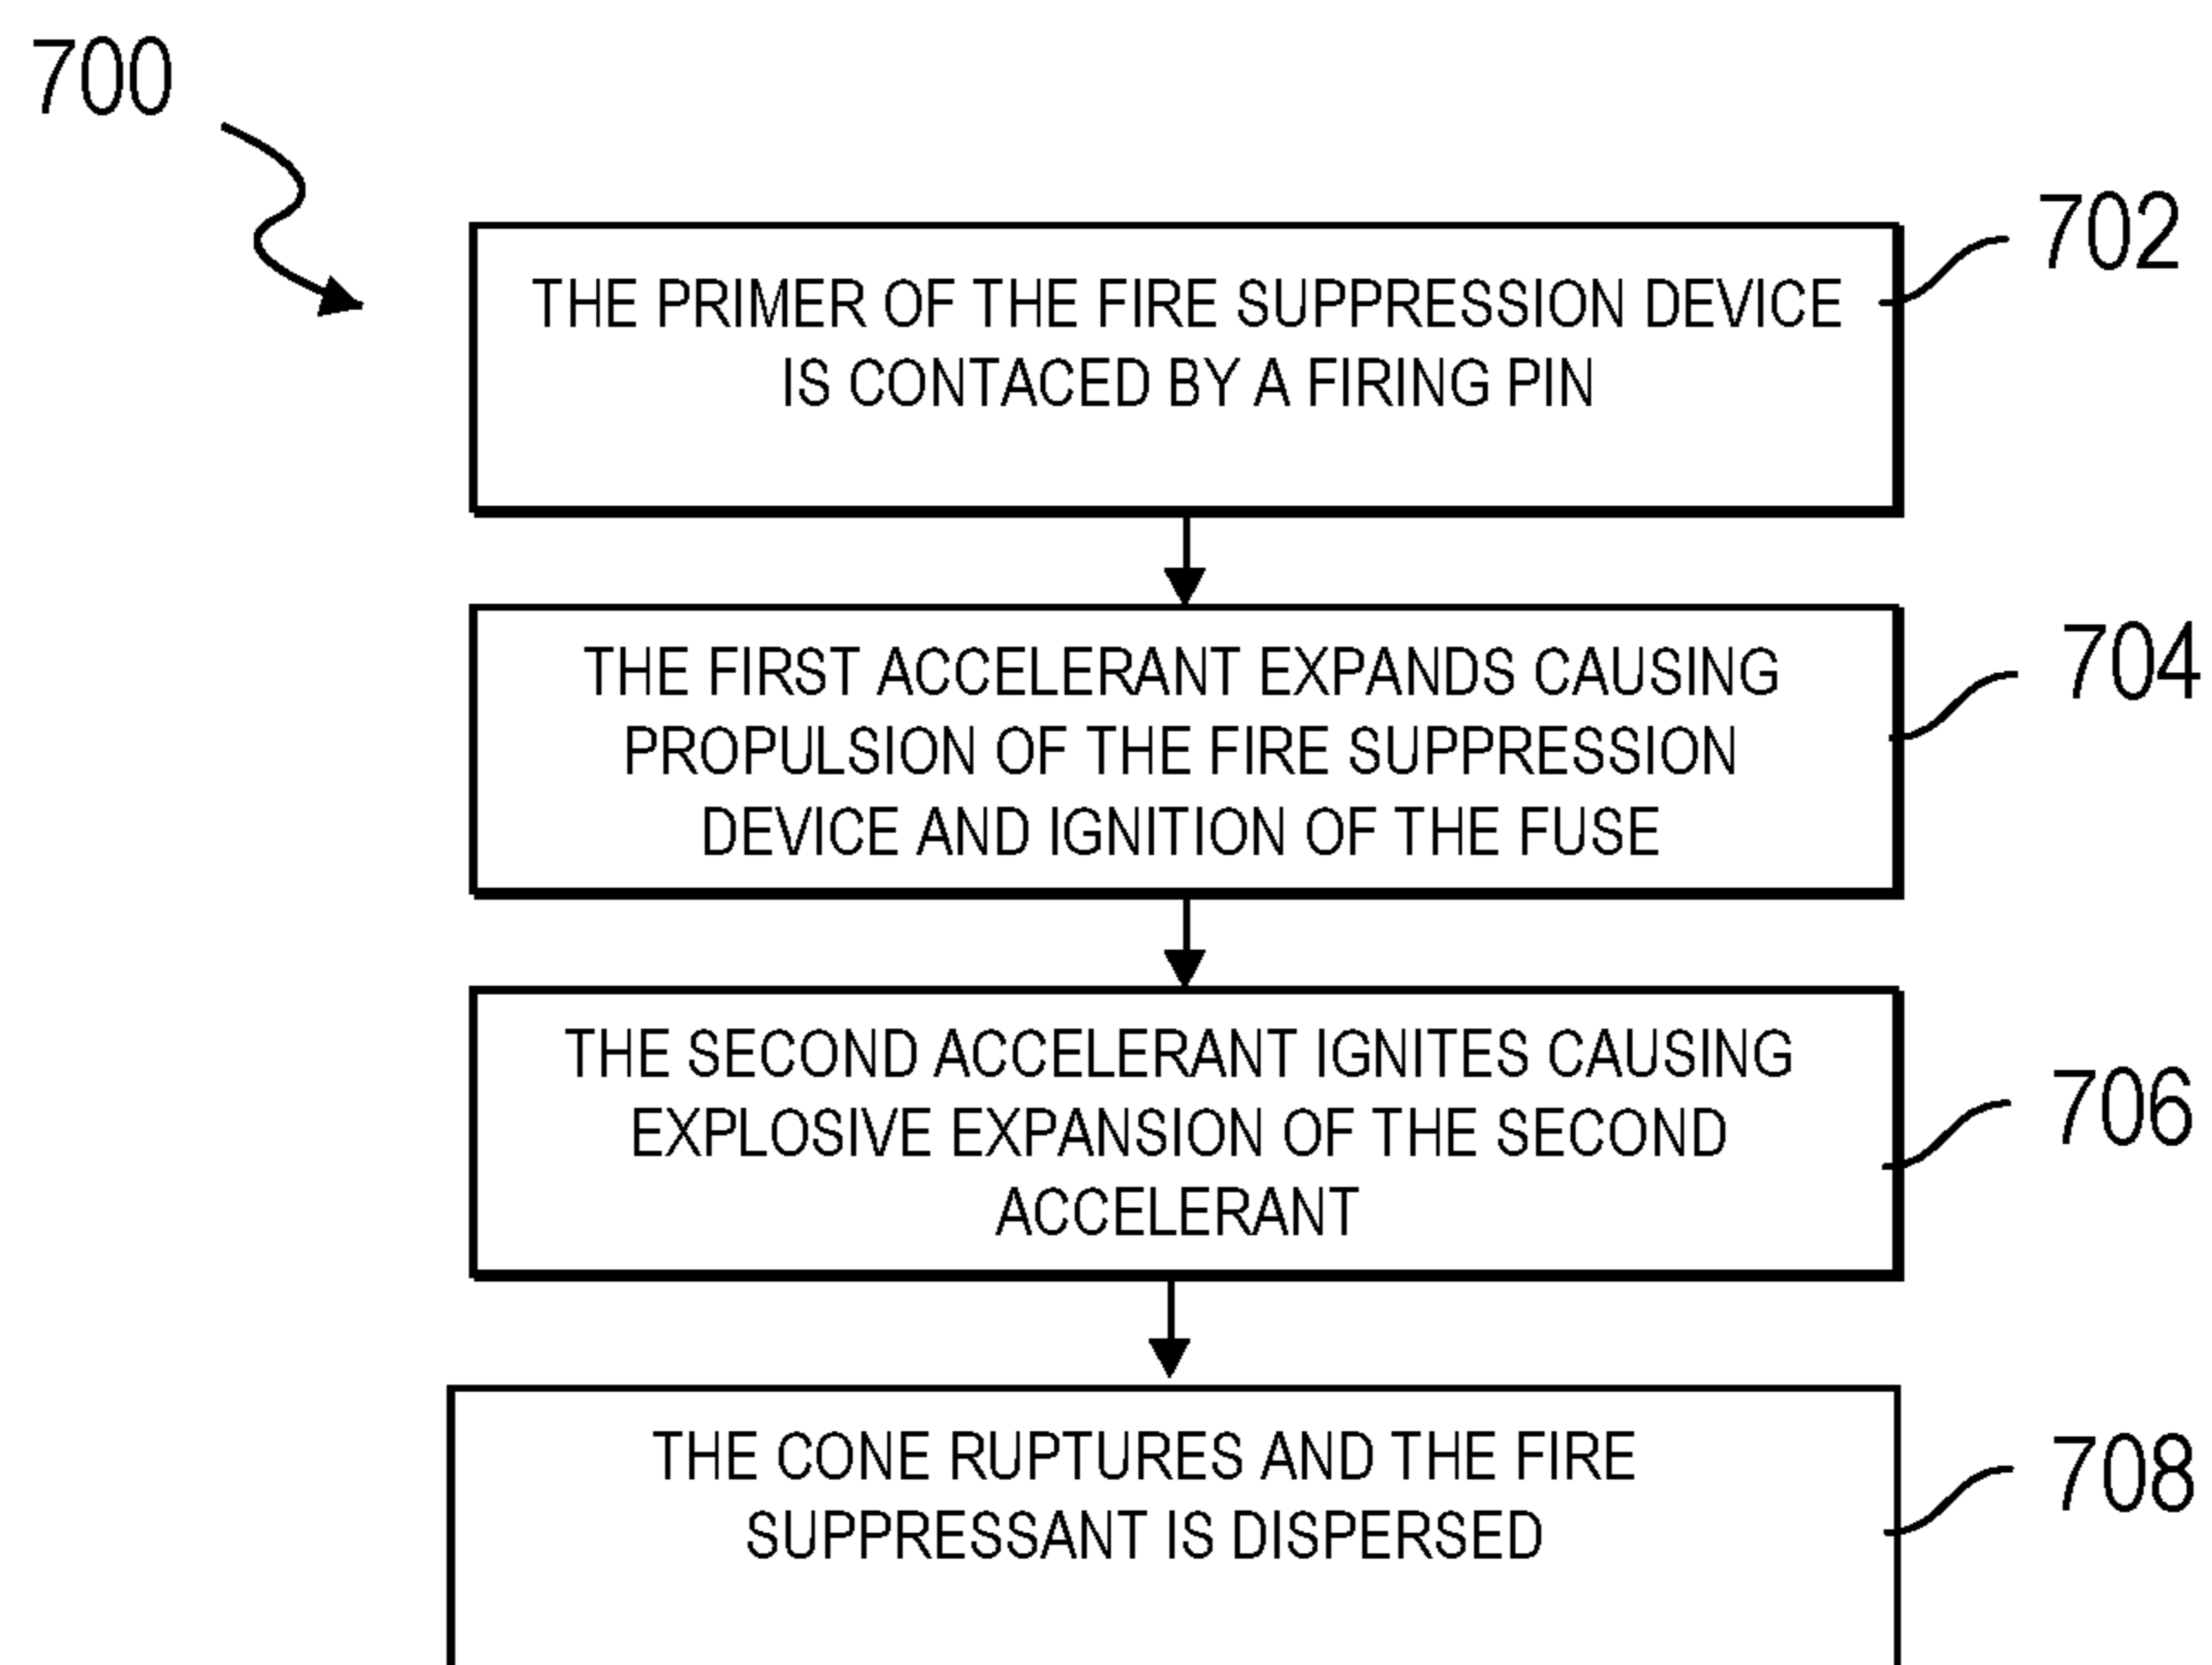 700
702
THE PRIMER OF THE FIRE SUPPRESSION DEVICE
IS CONTACED BY A FIRING PIN
704
THE FIRST ACCELERANT EXPANDS CAUSING
PROPULSION OF THE FIRE SUPPRESSION
DEVICE AND IGNITION OF THE FUSE
706
THE SECOND ACCELERANT IGNITES CAUSING
EXPLOSIVE EXPANSION OF THE SECOND
ACCELERANT
708
THE CONE RUPTURES AND THE FIRE
SUPPRESSANT IS DISPERSED